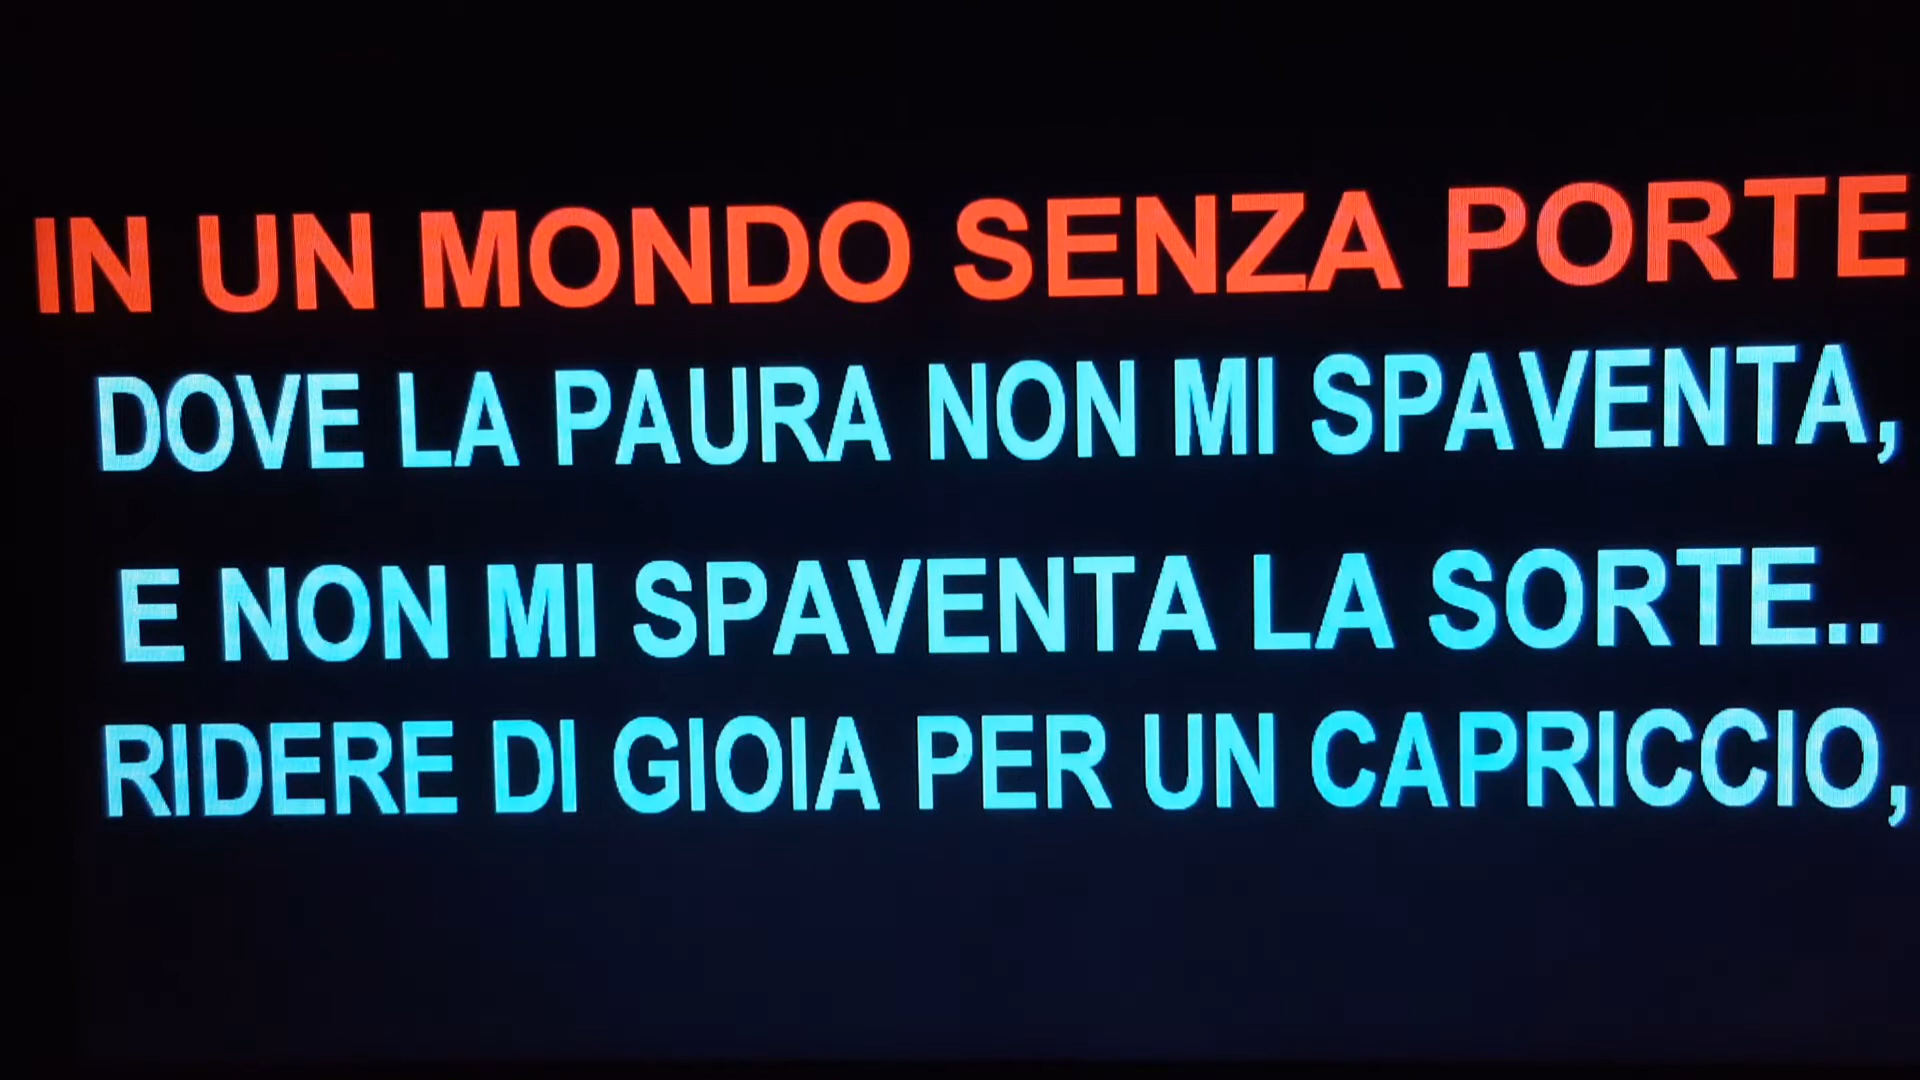 IN UN MONDO SENZA PORTE
DOVE LA PAURA NON MI SPAVENTA,
E NON MI SPAVENTA LA SORTE..
RIDERE DI GIOIA PER UN CAPRICCIO,